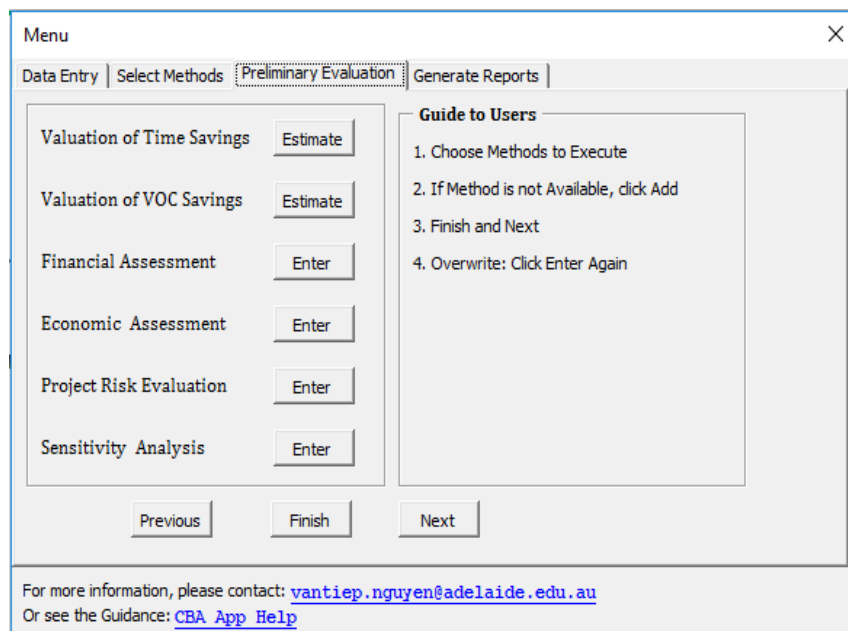 Menu
Data Entry Select Methods Preliminary Evaluation Generate Reports
Valuation of Time Savings Estimate
Valuation of VOC Savings Estimate
Financial Assessment Enter
Economic Assessment Enter
Project Risk Evaluation Enter
Sensitivity Analysis Enter
Guide to Users
1. Choose Methods to Execute
2. If Method is not Available, click Add
3. Finish and Next
4. Overwrite: Click Enter Again
Previous Finish Next
For more information, please contact: vantiep.nguyen@adelaide.edu.au
Or see the Guidance: CBA App Help